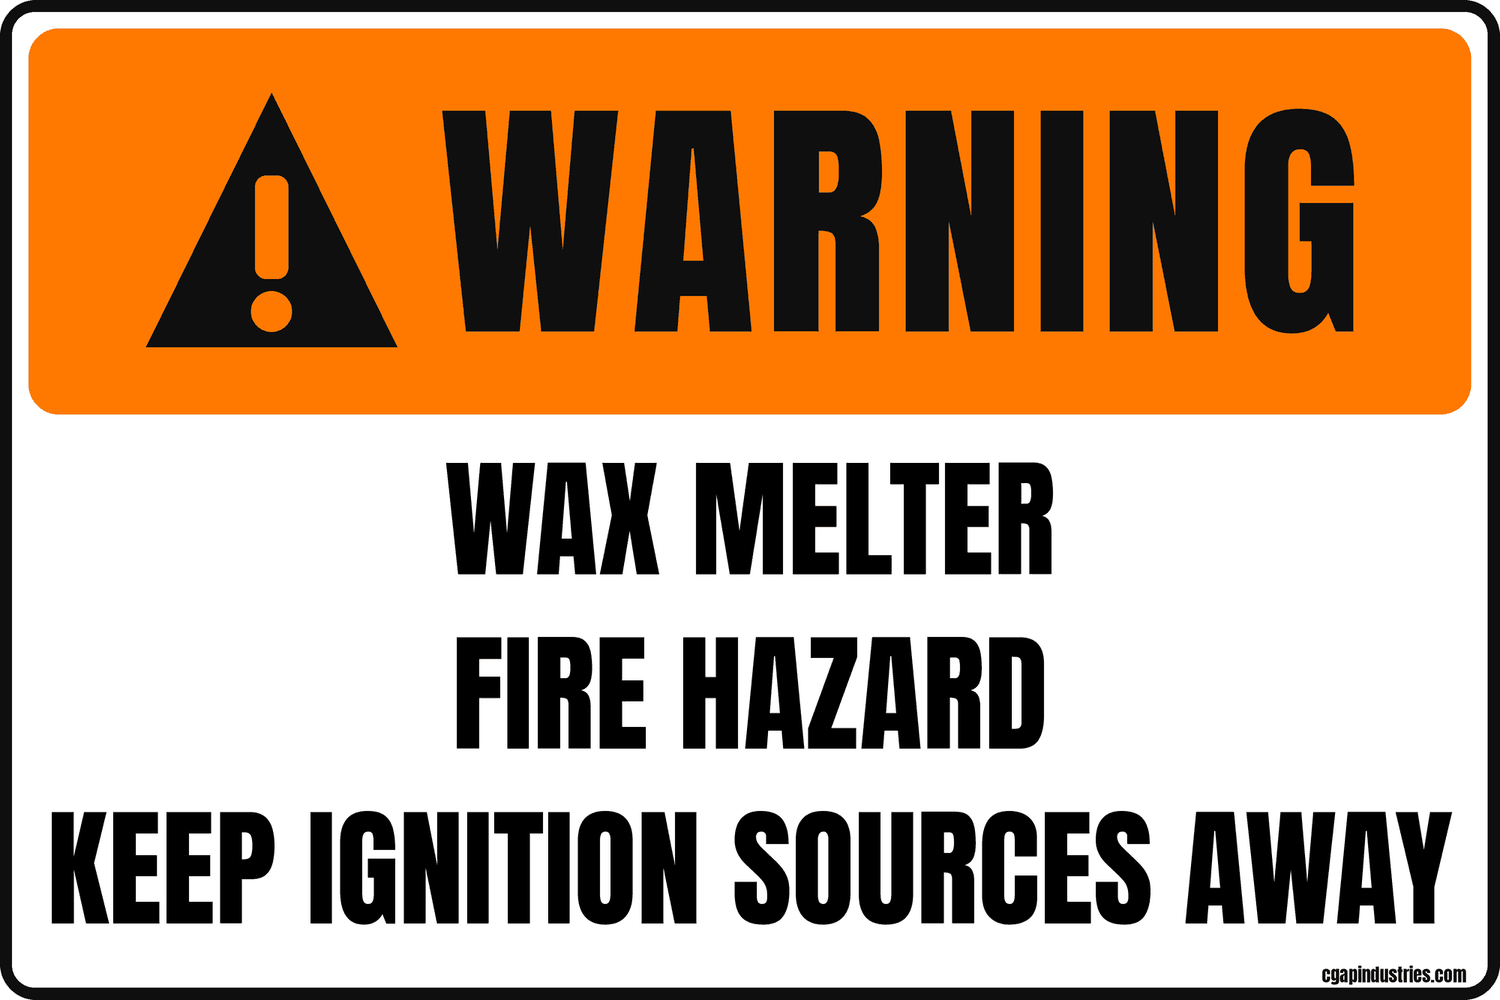 WARNING
WAX MELTER
FIRE HAZARD
KEEP IGNITION SOURCES AWAY
cgapindustries.com